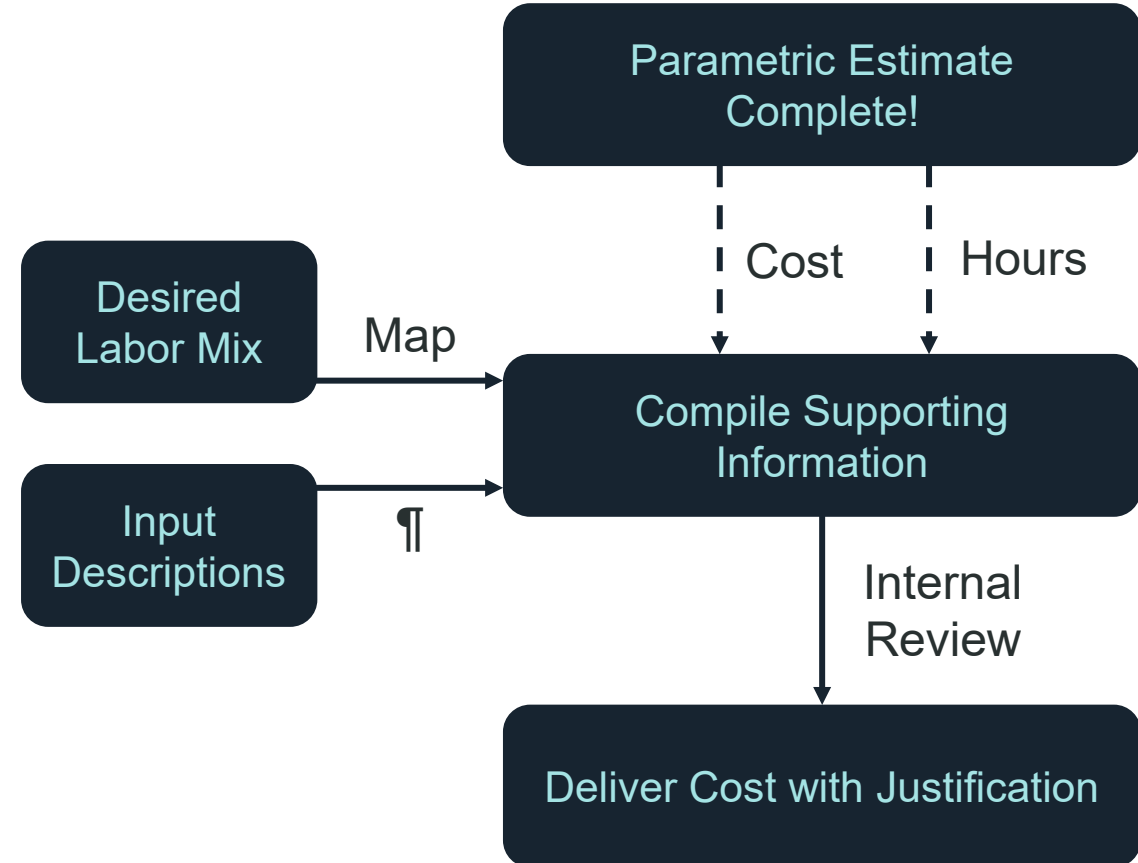 Parametric Estimate
Complete!
Cost
Hours
Desired
Labor Mix
Map
Compile Supporting
Information
Input
Descriptions
¶
Internal
Review
Deliver Cost with Justification